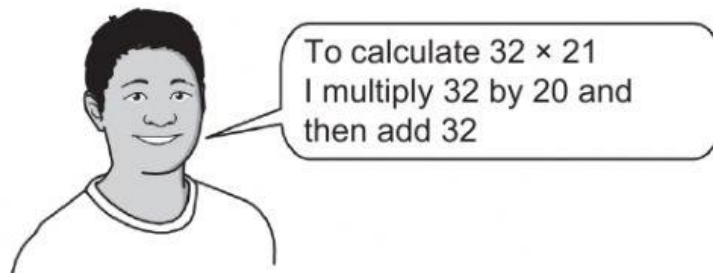 To calculate 32 × 21
I multiply 32 by 20 and
then add 32